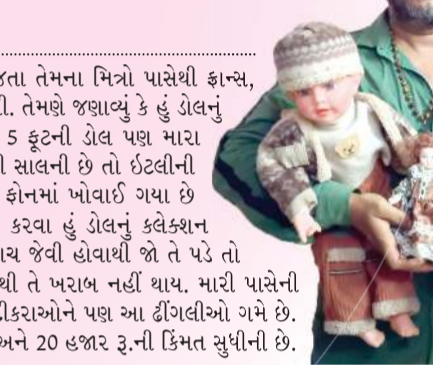 જતા તેમના મિત્રો પાસેથી ફ્રાન્સ,
ી. તેમણે જણાવ્યું કે હું ડોલનું
5 ફૂટની ડોલ પણ મારા
ી સાલની છે તો ઇટલીની
ફોનમાં ખોવાઈ ગયા છે
કરવા હું ડોલનું કલેક્શન
ાચ જેવી હોવાથી જો તે પડે તો
થી તે ખરાબ નહીં થાય. મારી પાસેની
ીકરાઓને પણ આ ઢીંગલીઓ ગમે છે.
અને 20 હજાર રૂ.ની કિંમત સુધીની છે.